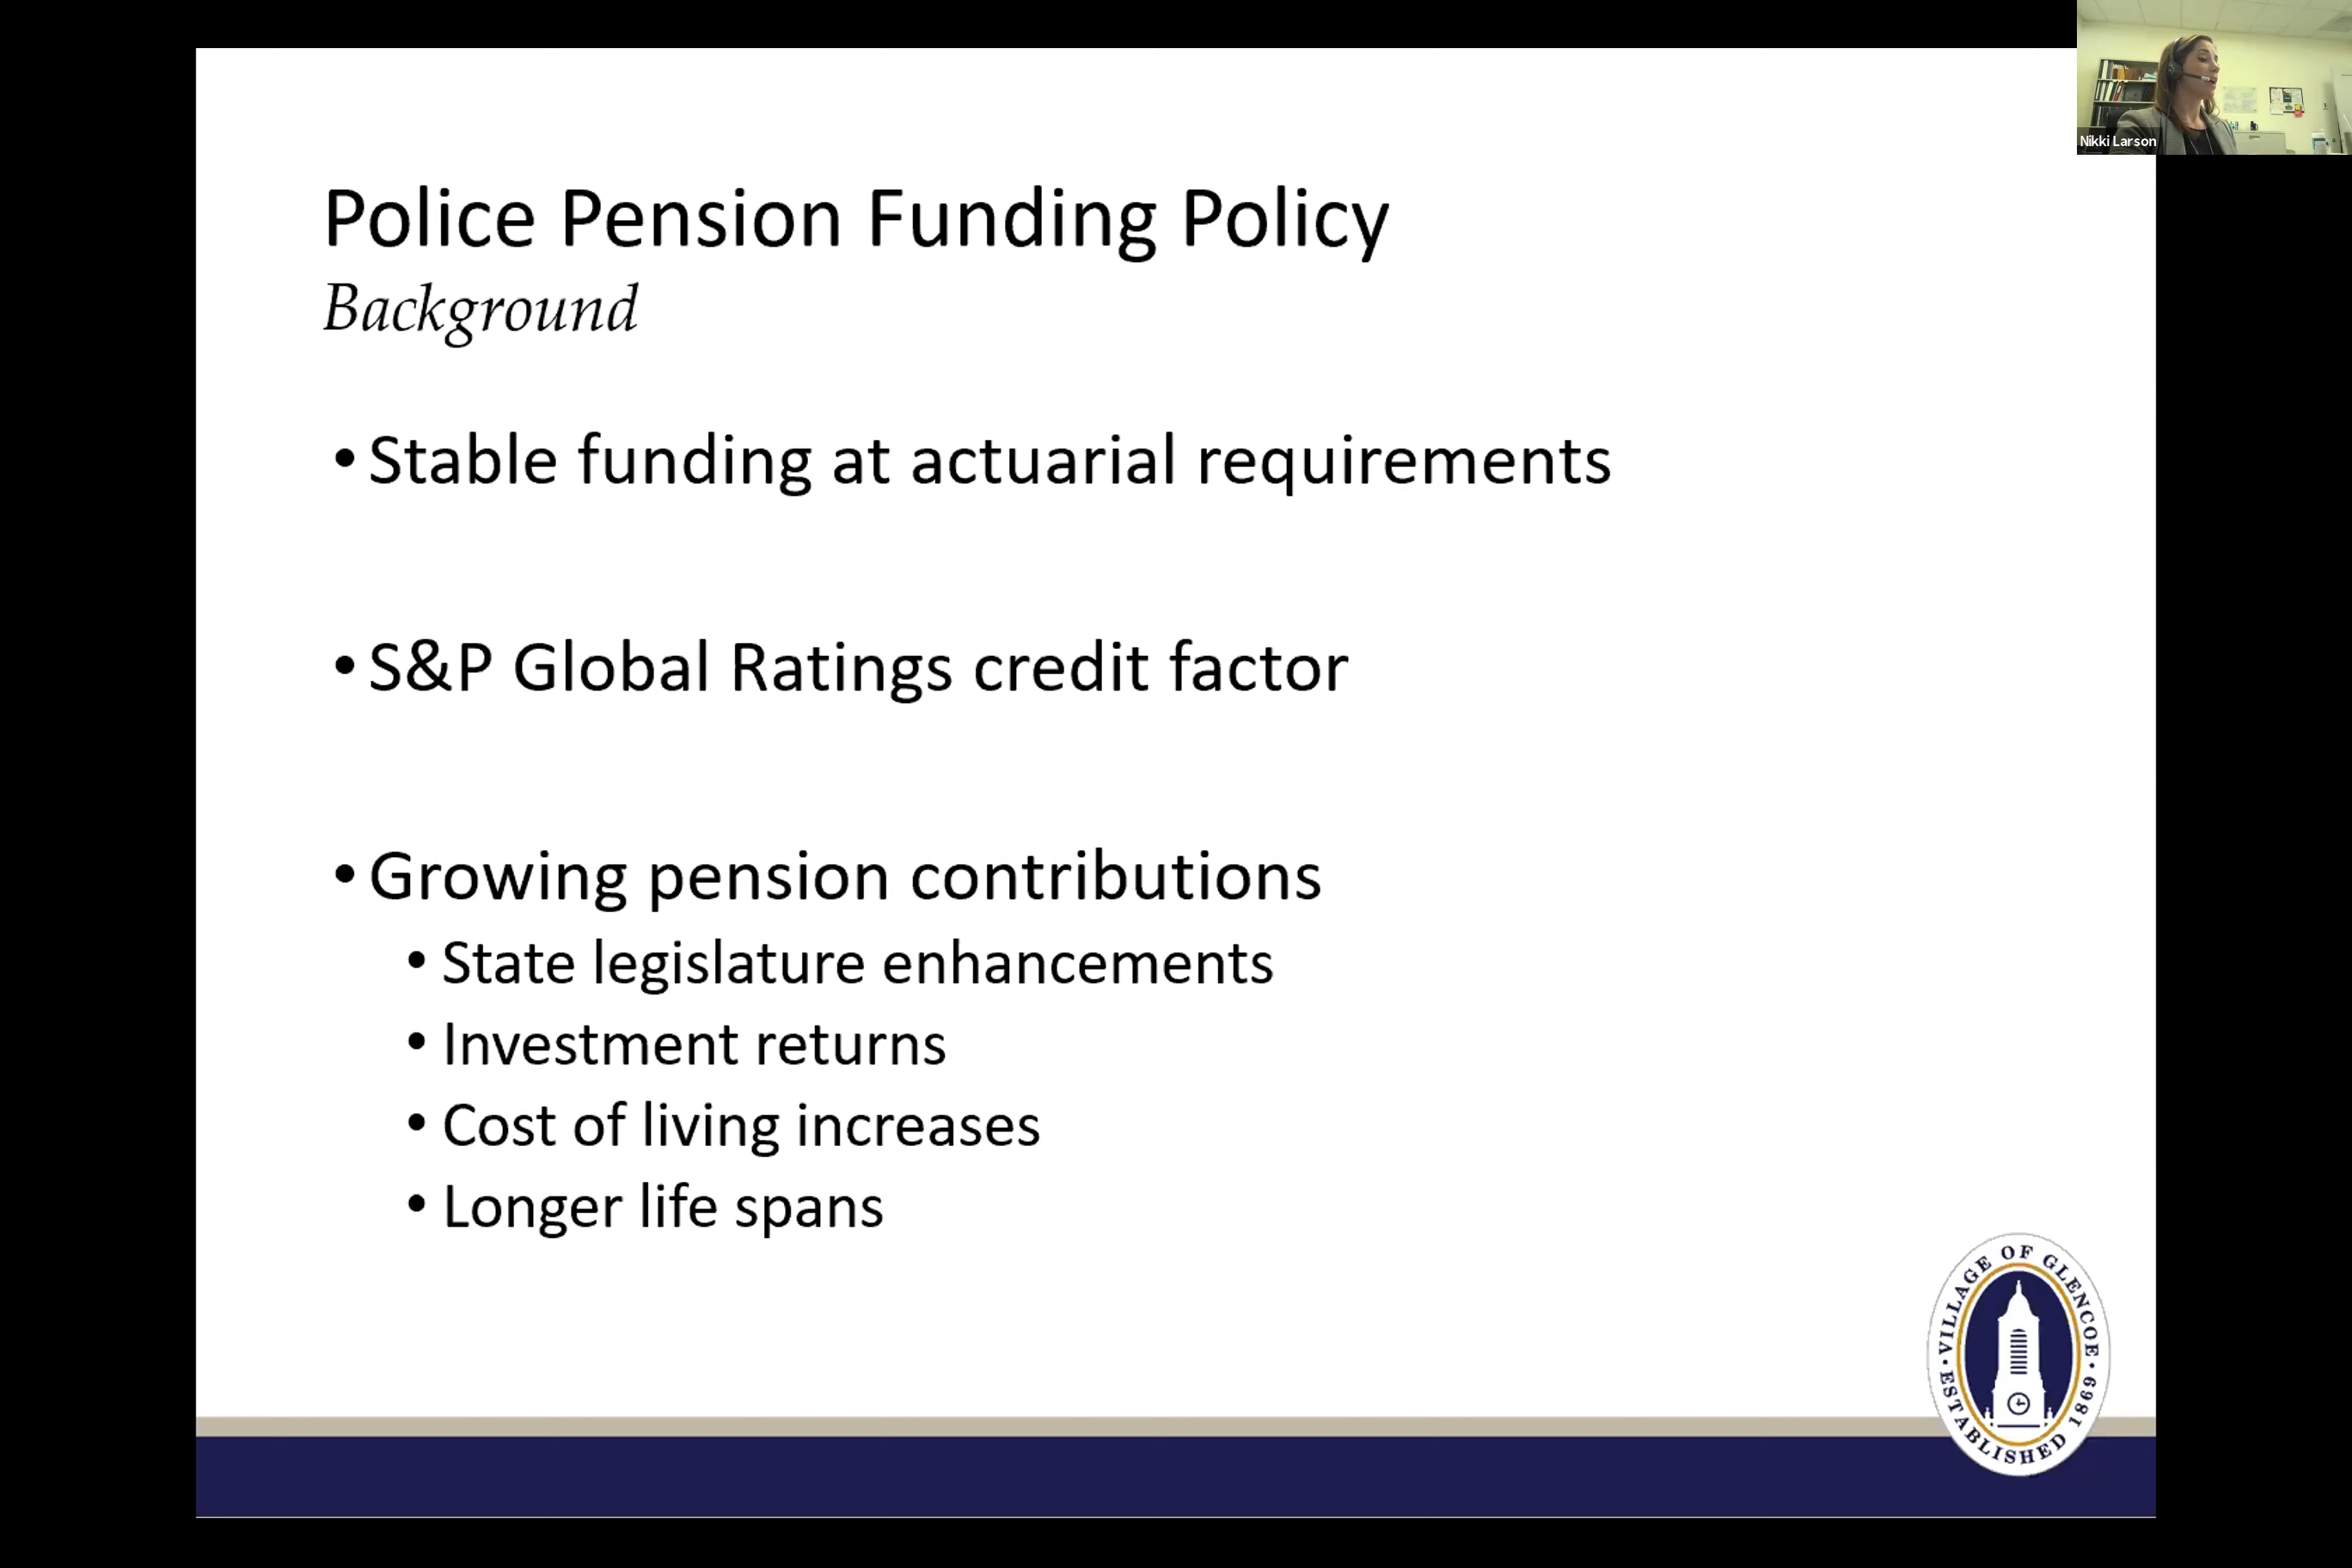 Nikki Larson
Police Pension Funding Policy
Background
• Stable funding at actuarial requirements
• S&P Global Ratings credit factor
• Growing pension contributions
• State legislature enhancements
• Investment returns
• Cost of living increases
• Longer life spans
• VILLAGE OF GLENCOE •
ESTABLISHED 1869